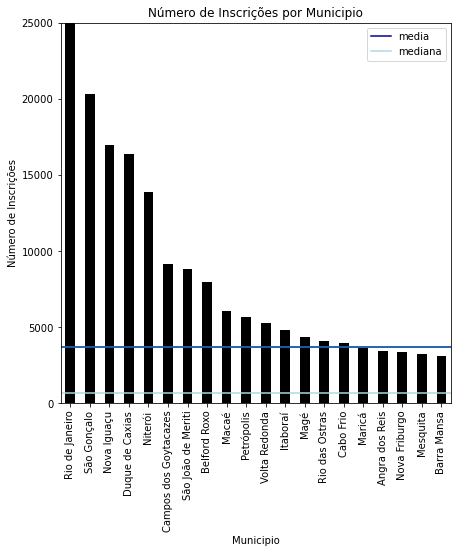 Número de Inscrições por Municipio
media
mediana
Número de Inscrições
25000
20000
15000
10000
5000
0
Rio de Janeiro
São Gonçalo
Nova Iguaçu
Duque de Caxias
Niterói
Campos dos Goytacazes
São João de Meriti
Belford Roxo
Macaé
Petrópolis
Volta Redonda
Itaboraí
Magé
Rio das Ostras
Cabo Frio
Maricá
Angra dos Reis
Nova Friburgo
Mesquita
Barra Mansa
Municipio